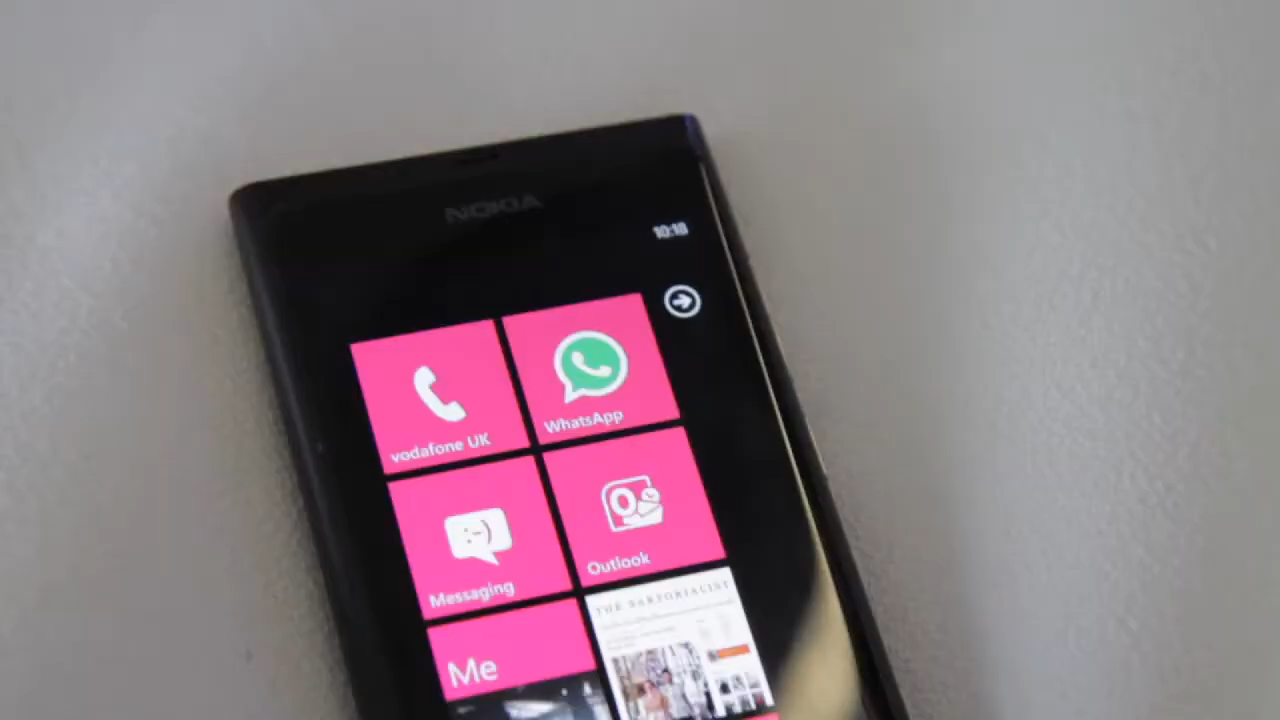 NOKIA
10:18
vodafone UK
WhatsApp
Messaging
Outlook
Me
THE SARTORIALIST